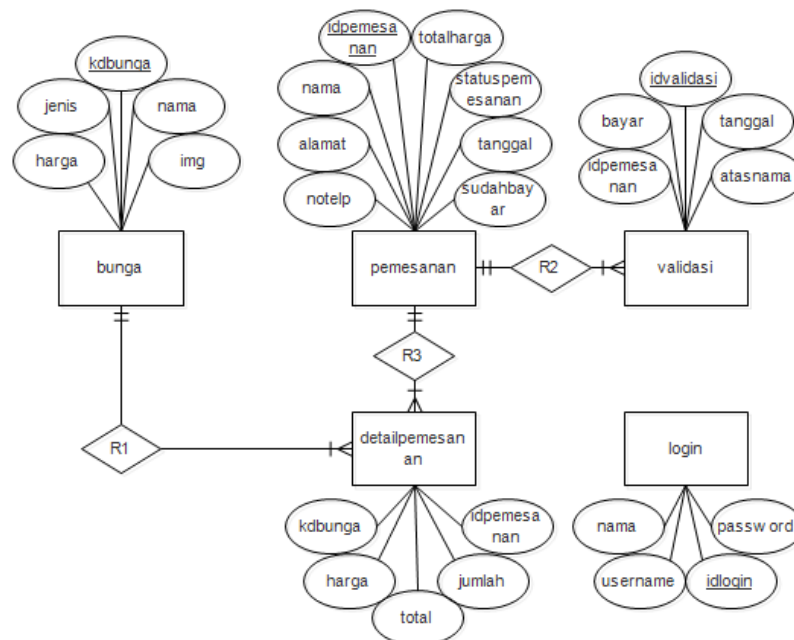 kdbunga
jenis
nama
harga
img
bunga
idpemesa
nan
totalharga
nama
statuspem
esanan
alamat
tanggal
notelp
sudahbay
ar
pemesanan
idvalidasi
bayar
tanggal
idpemesa
nan
atasnama
validasi
R2
R3
R1
detailpemesa
nan
kdbunga
idpemesa
nan
harga
jumlah
total
login
nama
passw ord
username
idlogin